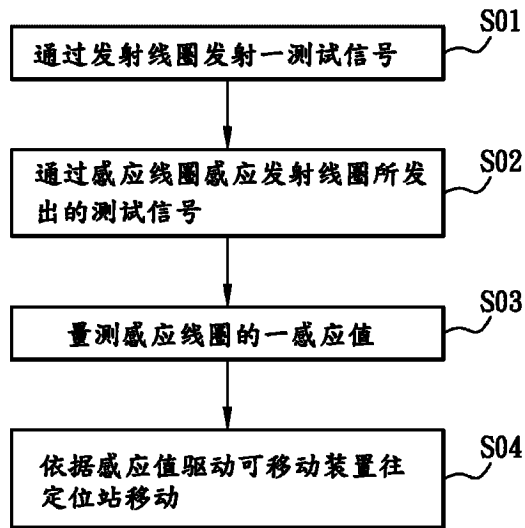 S01
通过发射线圈发射一测试信号
S02
通过感应线圈感应发射线圈所发
出的测试信号
S03
量测感应线圈的一感应值
S04
依据感应值驱动可移动装置往
定位站移动